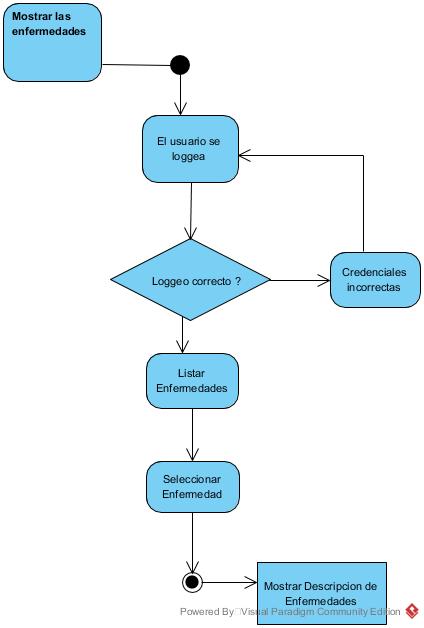 Mostrar las
enfermedades
El usuario se
loggea
Loggeo correcto ?
Credenciales
incorrectas
Listar
Enfermedades
Seleccionar
Enfermedad
Mostrar Descripcion de
Enfermedades
Powered By Visual Paradigm Community Edition